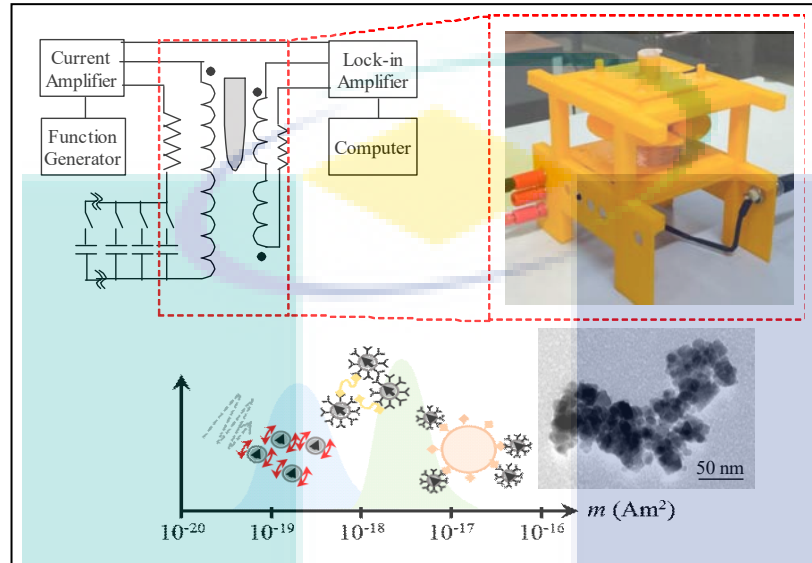 Current
Amplifier
Lock-in
Amplifier
Function
Generator
Computer
50 nm
m (Am²)
10⁻²⁰
10⁻¹⁹
10⁻¹⁸
10⁻¹⁷
10⁻¹⁶